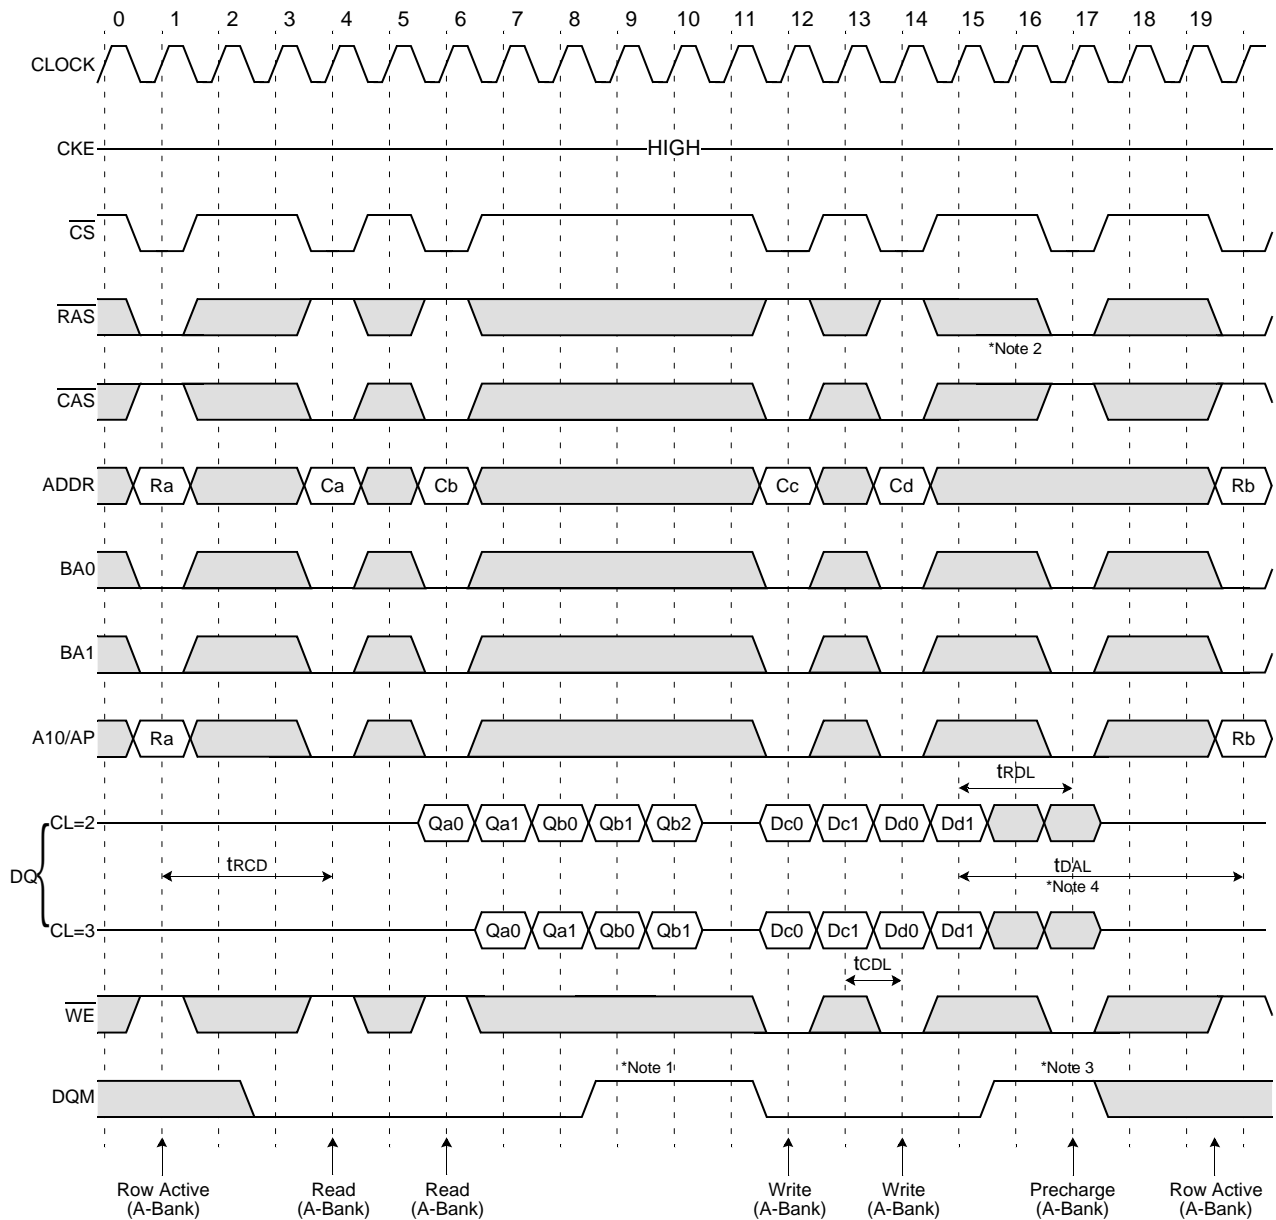 0 1 2 3 4 5 6 7 8 9 10 11 12 13 14 15 16 17 18 19
CLOCK
CKE HIGH
CS
RAS
*Note 2
CAS
ADDR Ra Ca Cb Cc Cd Rb
BA0
BA1
A10/AP Ra Rb
tRDL
CL=2 Qa0 Qa1 Qb0 Qb1 Qb2 Dc0 Dc1 Dd0 Dd1
DQ tRCD tDAL
*Note 4
CL=3 Qa0 Qa1 Qb0 Qb1 Dc0 Dc1 Dd0 Dd1
tCDL
WE
*Note 1 *Note 3
DQM
Row Active Read Read Write Write Precharge Row Active
(A-Bank) (A-Bank) (A-Bank) (A-Bank) (A-Bank) (A-Bank) (A-Bank)